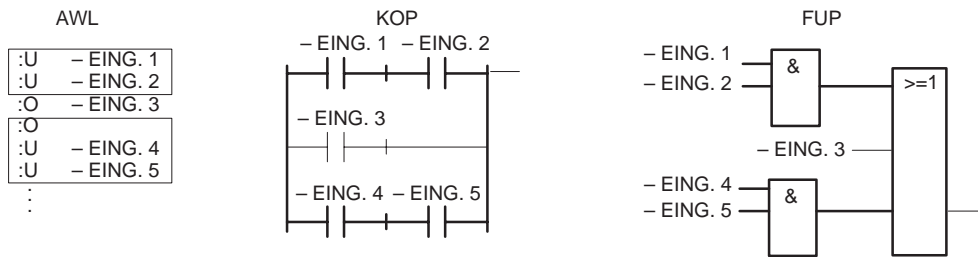 AWL
:U – EING. 1
:U – EING. 2
:O – EING. 3
:O
:U – EING. 4
:U – EING. 5
:
:
KOP
– EING. 1 – EING. 2
– EING. 3
– EING. 4 – EING. 5
FUP
– EING. 1
– EING. 2
&
>=1
– EING. 3
– EING. 4
– EING. 5
&